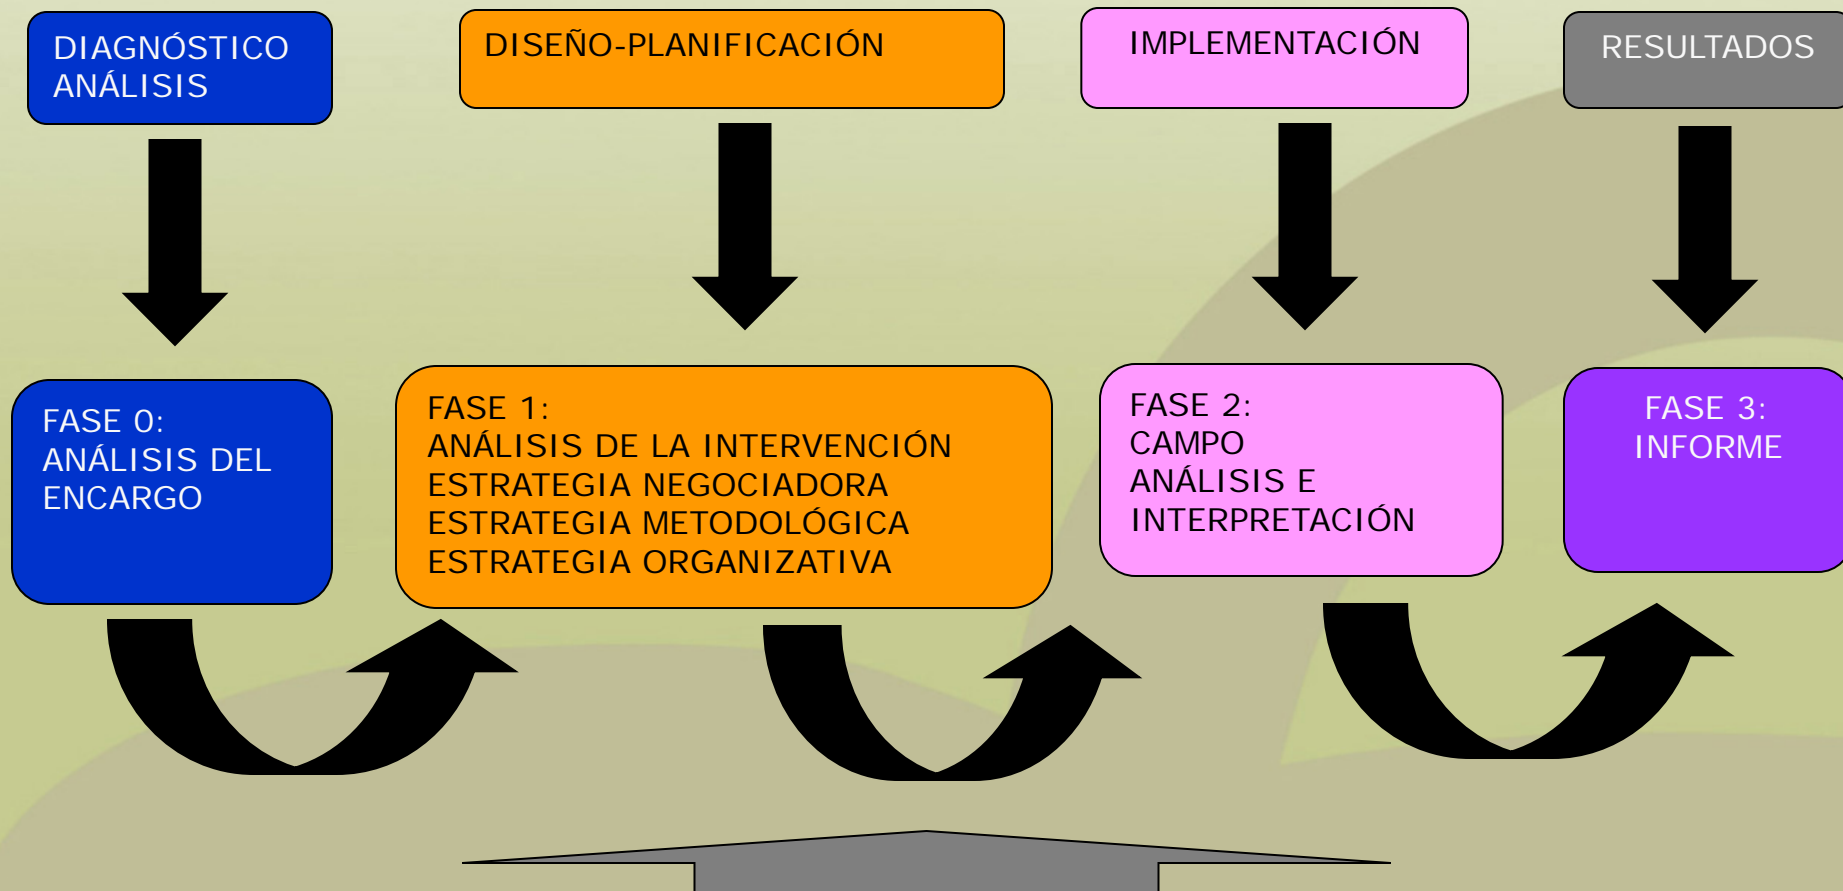 DIAGNÓSTICO
ANÁLISIS
DISEÑO-PLANIFICACIÓN
IMPLEMENTACIÓN
RESULTADOS
FASE 0:
ANÁLISIS DEL
ENCARGO
FASE 1:
ANÁLISIS DE LA INTERVENCIÓN
ESTRATEGIA NEGOCIADORA
ESTRATEGIA METODOLÓGICA
ESTRATEGIA ORGANIZATIVA
FASE 2:
CAMPO
ANÁLISIS E
INTERPRETACIÓN
FASE 3:
INFORME